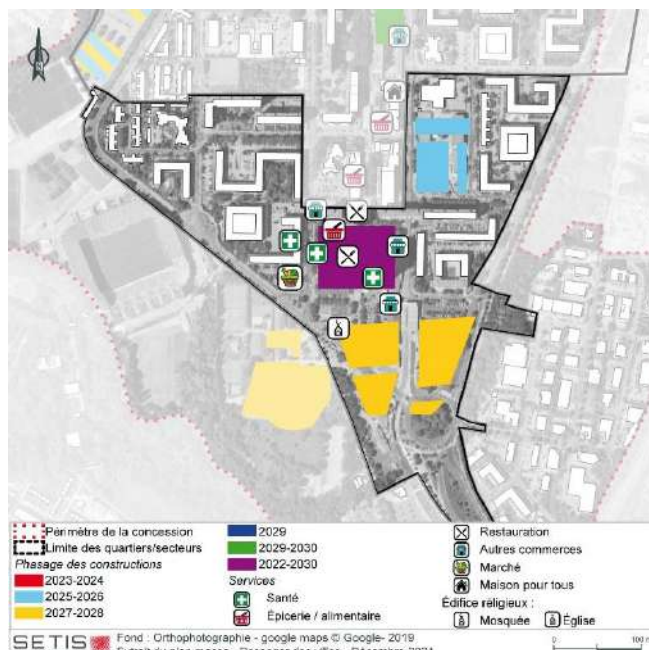 Périmètre de la concession
Limite des quartiers/secteurs
Phasage des constructions
2023-2024
2025-2026
2027-2028
2029
2029-2030
2022-2030
Services
Santé
Épicerie / alimentaire
Restauration
Autres commerces
Marché
Maison pour tous
Édifice réligieux :
Mosquée Église
SETIS Fond : Orthophotographie - google maps © Google- 2019
0 100 m